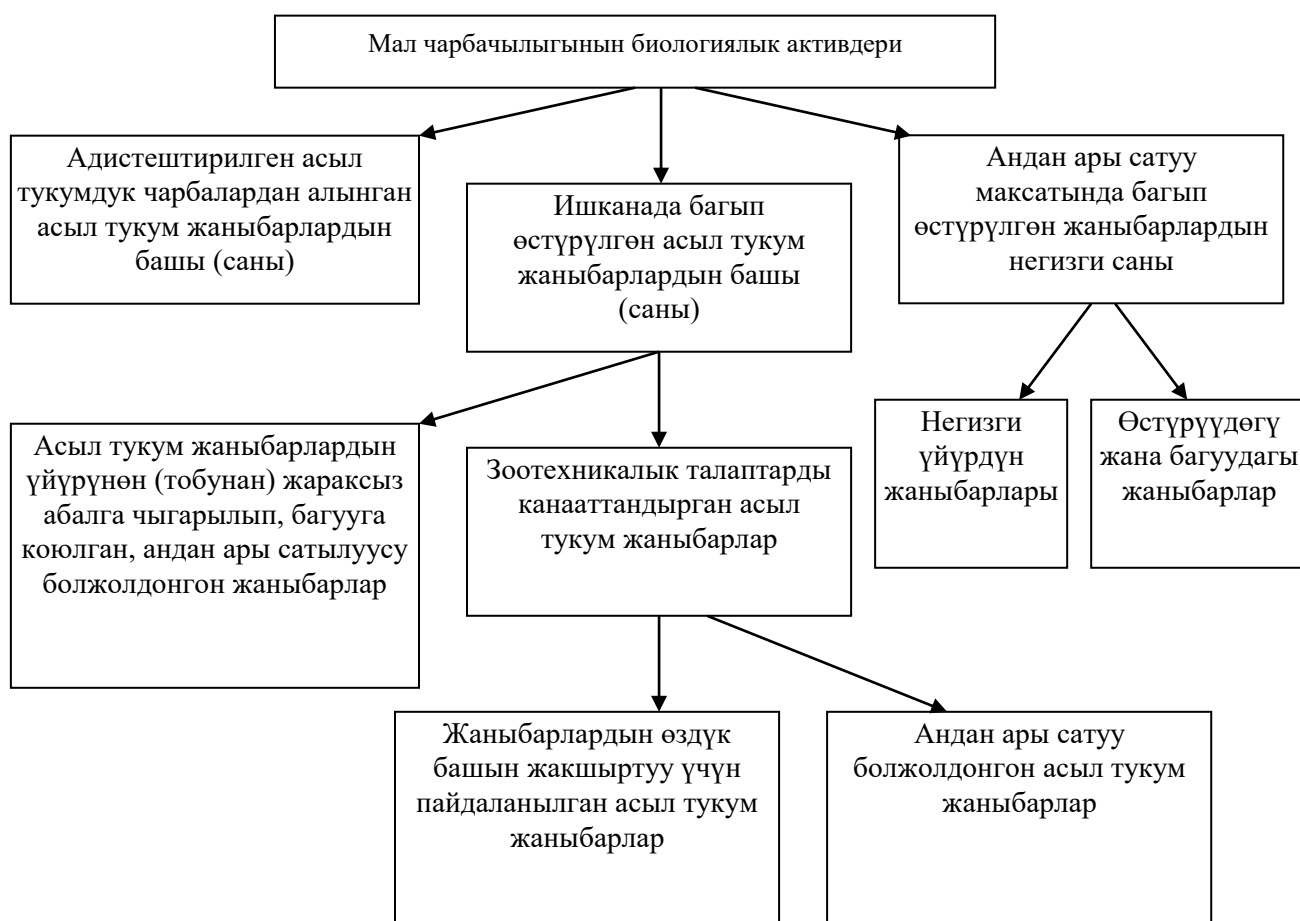 Мал чарбачылыгынын биологиялык активдери
Адистештирилген асыл
тукумдук чарбалардан алынган
асыл тукум жаныбарлардын
башы (саны)
Ишканада багып
өстүрүлгөн асыл тукум
жаныбарлардын башы
(саны)
Андан ары сатуу
максатында багып
өстүрүлгөн жаныбарлардын
негизги саны
Асыл тукум жаныбарлардын
үйүрүнөн (тобунан) жараксыз
абалга чыгарылып, багууга
коюлган, андан ары сатылуусу
болжолдонгон жаныбарлар
Зоотехникалык талаптарды
канааттандырган асыл
тукум жаныбарлар
Негизги
үйүрдүн
жаныбарлары
Өстүрүүдөгү
жана багуудагы
жаныбарлар
Жаныбарлардын өздүк
башын жакшыртуу үчүн
пайдаланылган асыл тукум
жаныбарлар
Андан ары сатуу
болжолдонгон асыл тукум
жаныбарлар